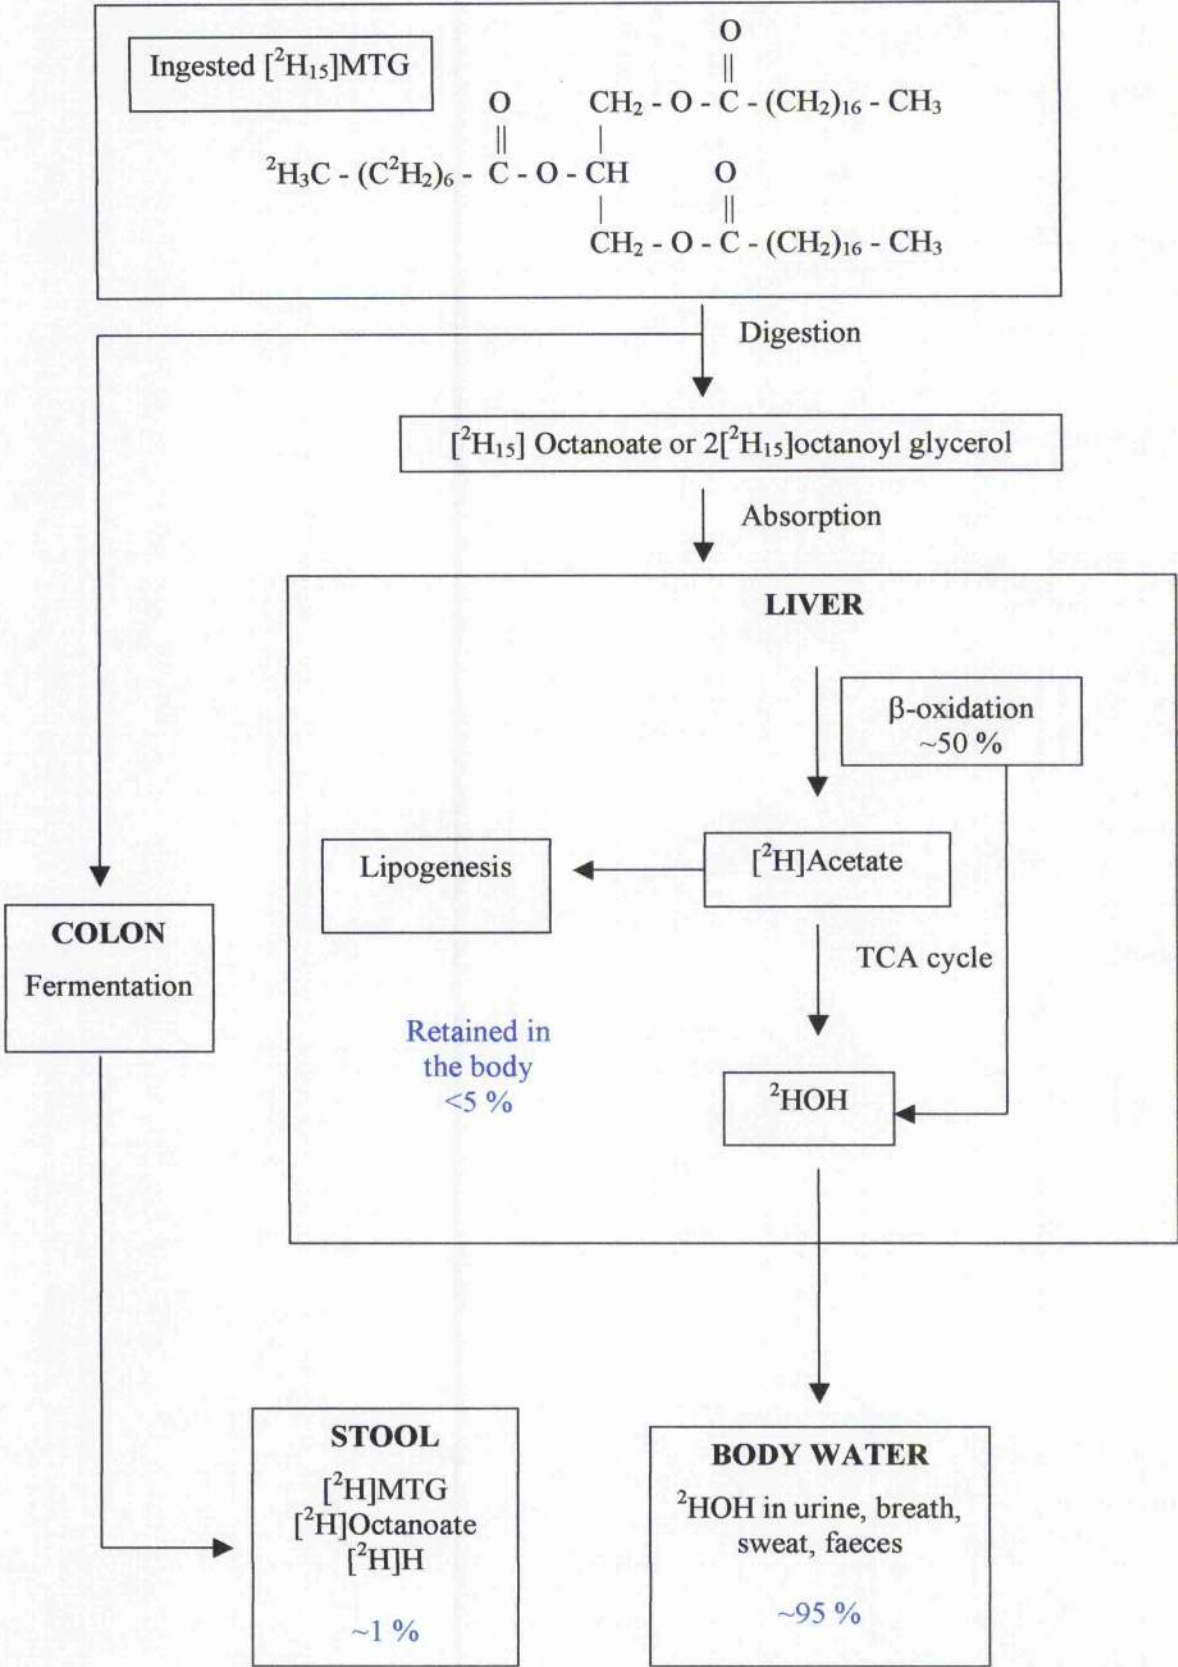 Ingested [²H₁₅]MTG
O
||
O CH₂ - O - C - (CH₂)₁₆ - CH₃
|| |
²H₃C - (C²H₂)₆ - C - O - CH O
| ||
CH₂ - O - C - (CH₂)₁₆ - CH₃
Digestion
[²H₁₅] Octanoate or 2[²H₁₅]octanoyl glycerol
Absorption
LIVER
β-oxidation
~50 %
[²H]Acetate
Lipogenesis
TCA cycle
Retained in
the body
<5 %
²HOH
COLON
Fermentation
STOOL
[²H]MTG
[²H]Octanoate
[²H]H
~1 %
BODY WATER
²HOH in urine, breath,
sweat, faeces
~95 %